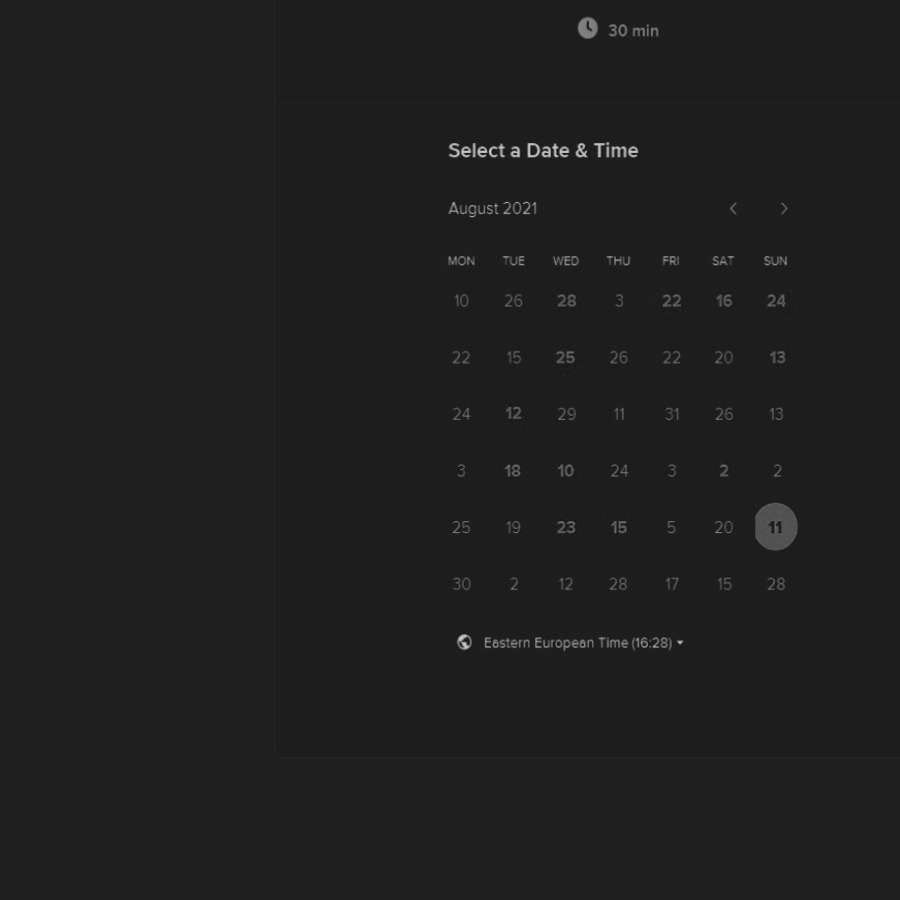 30 min
Select a Date & Time
August 2021
MON TUE WED THU FRI SAT SUN
10 26 28 3 22 16 24
22 15 25 26 22 20 13
24 12 29 11 31 26 13
3 18 10 24 3 2 2
25 19 23 15 5 20 11
30 2 12 28 17 15 28
Eastern European Time (16:28)